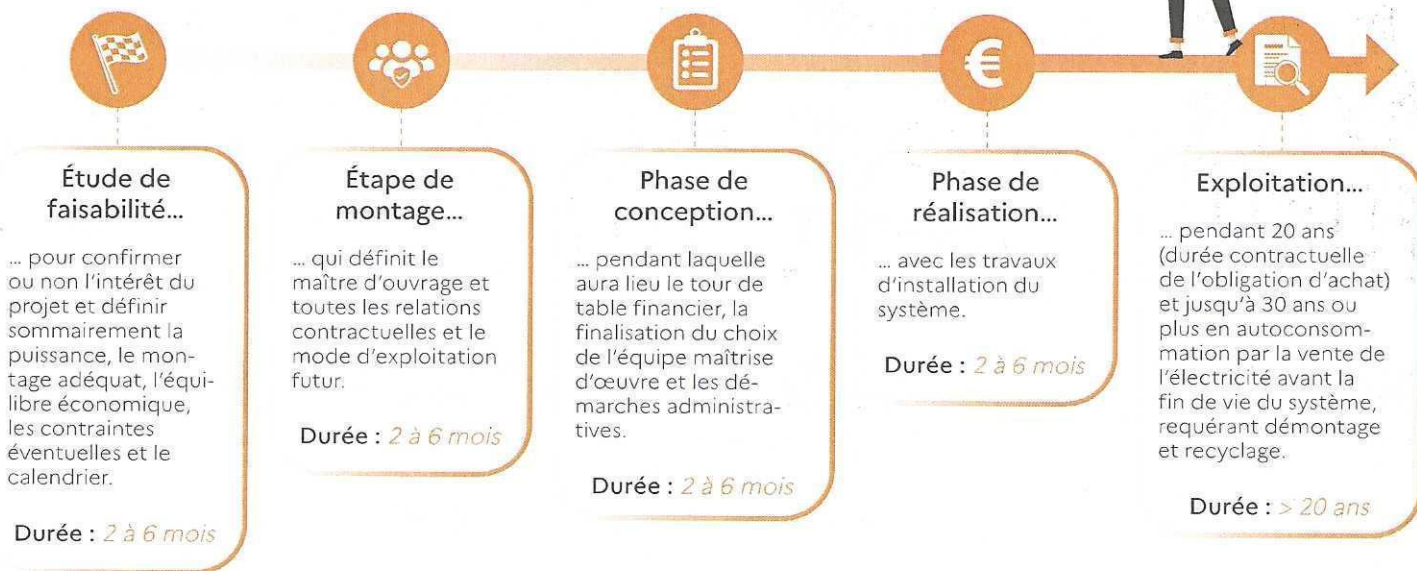 Étude de
faisabilité...
... pour confirmer
ou non l'intérêt du
projet et définir
sommairement la
puissance, le mon-
tage adéquat, l'équi-
libre économique,
les contraintes
éventuelles et le
calendrier.
Durée : 2 à 6 mois
Étape de
montage...
... qui définit le
maître d'ouvrage et
toutes les relations
contractuelles et le
mode d'exploitation
futur.
Durée : 2 à 6 mois
Phase de
conception...
... pendant laquelle
aura lieu le tour de
table financier, la
finalisation du choix
de l'équipe maîtrise
d'œuvre et les dé-
marches administra-
tives.
Durée : 2 à 6 mois
€
Phase de
réalisation...
... avec les travaux
d'installation du
système.
Durée : 2 à 6 mois
Exploitation...
... pendant 20 ans
(durée contractuelle
de l'obligation d'achat)
et jusqu'à 30 ans ou
plus en autoconsom-
mation par la vente de
l'électricité avant la
fin de vie du système,
requérant démontage
et recyclage.
Durée : > 20 ans